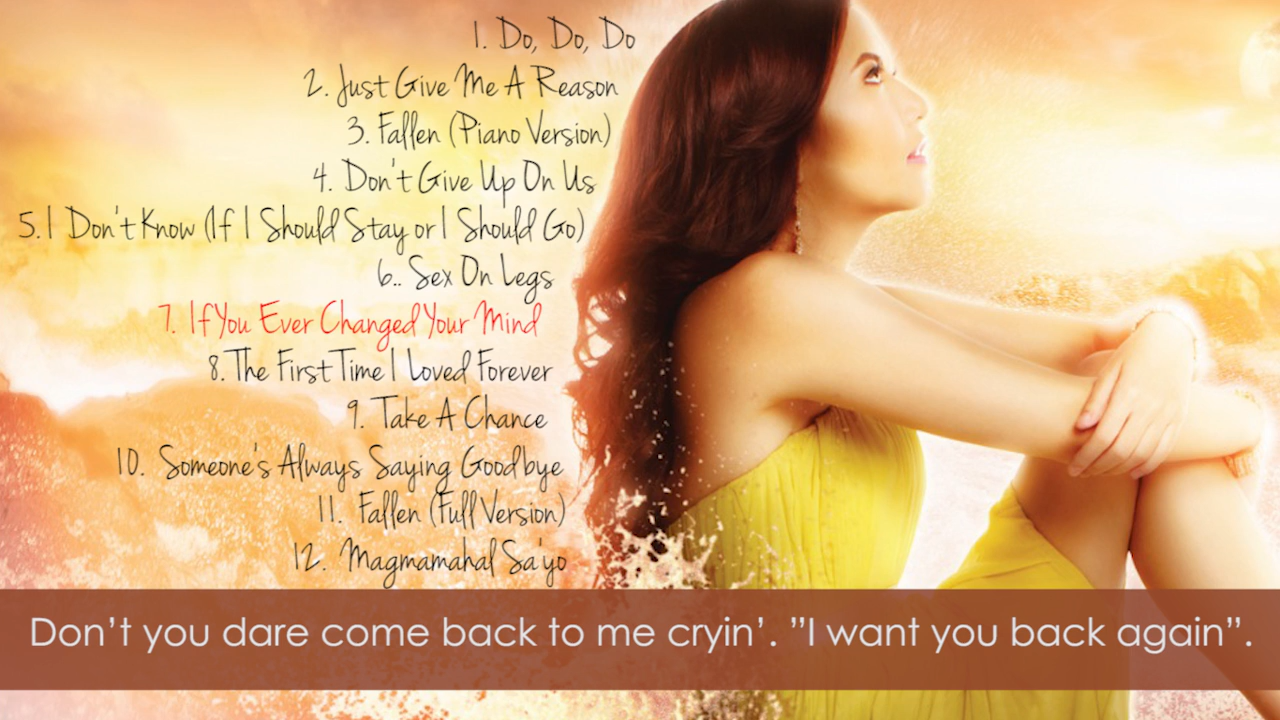 1. Do, Do, Do
2. Just Give Me A Reason
3. Fallen (Piano Version)
4. Don't Give Up On Us
5. I Don't Know (If I Should Stay or I Should Go)
6.. Sex On Legs
7. If You Ever Changed Your Mind
8. The First Time I Loved Forever
9. Take A Chance
10. Someone's Always Saying Goodbye
11. Fallen (Full Version)
12. Magmamahal Sa'yo
Don’t you dare come back to me cryin’. ”I want you back again”.